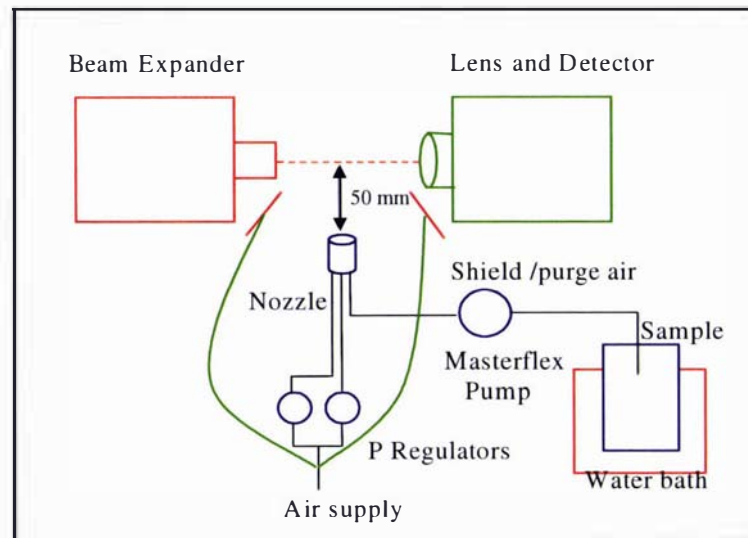 Beam Expander
Lens and Detector
50 mm
Shield /purge air
Nozzle
Sample
Masterflex
Pump
P Regulators
Water bath
Air supply